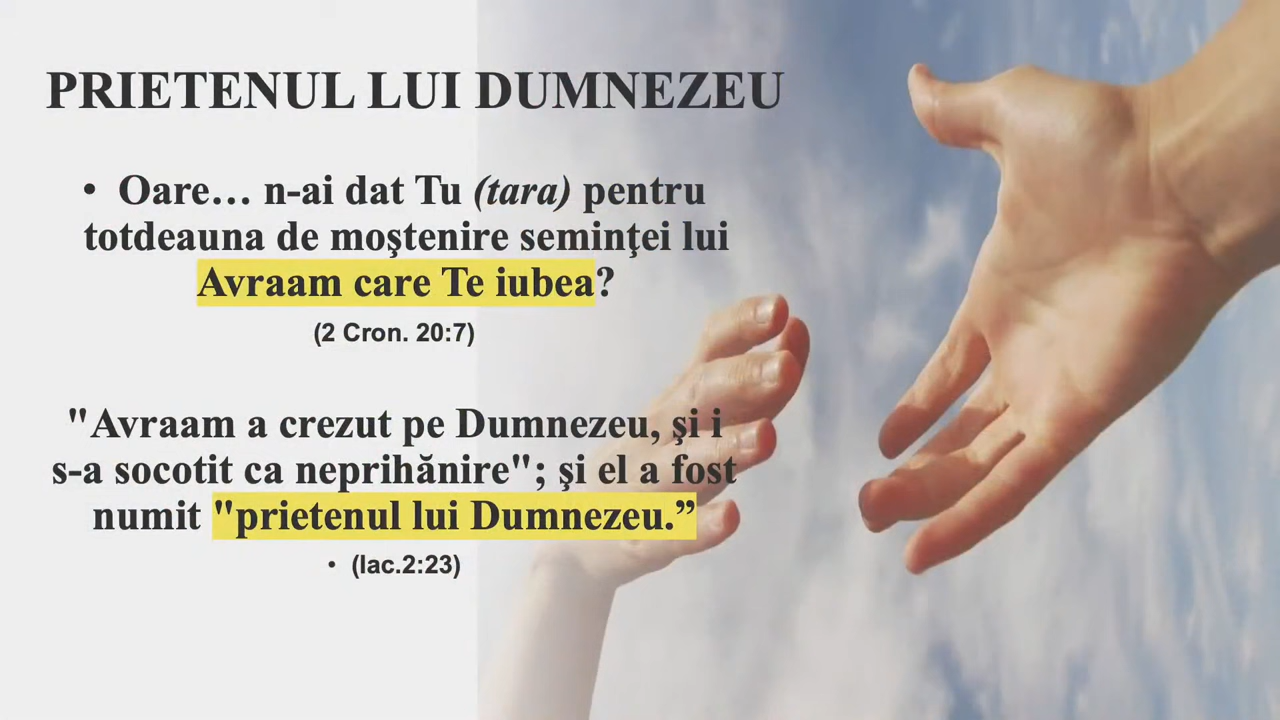 PRIETENUL LUI DUMNEZEU
• Oare… n-ai dat Tu (tara) pentru
totdeauna de moştenire seminţei lui
Avraam care Te iubea?
(2 Cron. 20:7)
"Avraam a crezut pe Dumnezeu, şi i
s-a socotit ca neprihănire"; şi el a fost
numit "prietenul lui Dumnezeu.”
• (Iac.2:23)